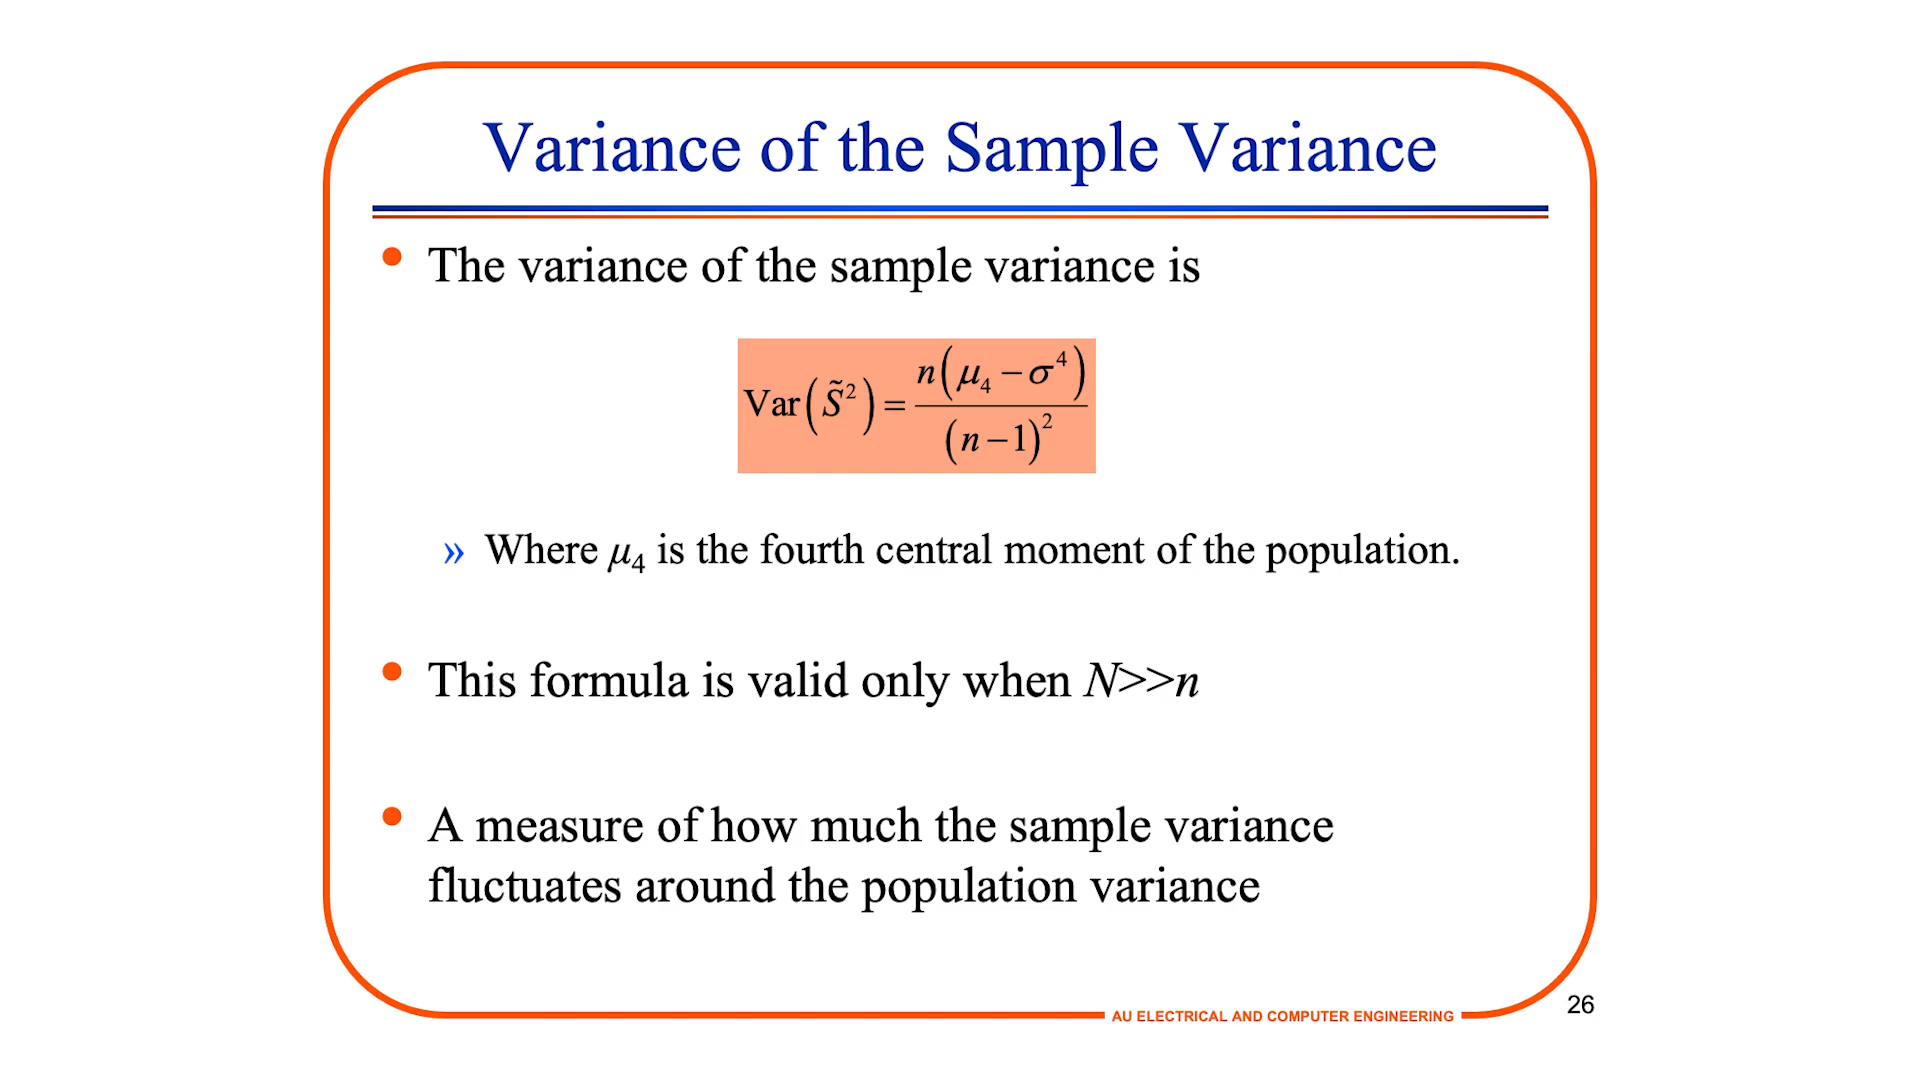 Variance of the Sample Variance
• The variance of the sample variance is
Var(S̃²) = n(μ₄ − σ⁴) / (n − 1)²
» Where μ₄ is the fourth central moment of the population.
• This formula is valid only when N>>n
• A measure of how much the sample variance
fluctuates around the population variance
AU ELECTRICAL AND COMPUTER ENGINEERING
26